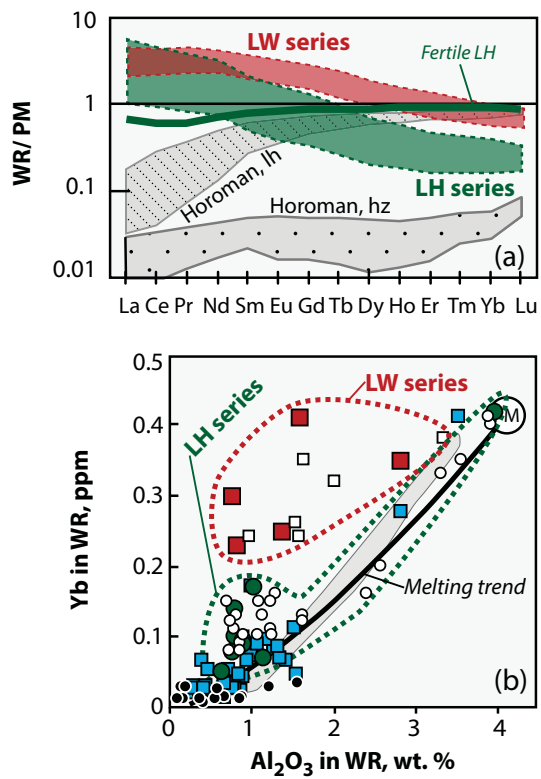 10
1
0.1
0.01
WR/ PM
LW series
Fertile LH
LH series
Horoman, lh
Horoman, hz
(a)
La Ce Pr Nd Sm Eu Gd Tb Dy Ho Er Tm Yb Lu
0.5
0.4
0.3
0.2
0.1
0
Yb in WR, ppm
LW series
LH series
M
Melting trend
(b)
0 1 2 3 4
Al₂O₃ in WR, wt. %